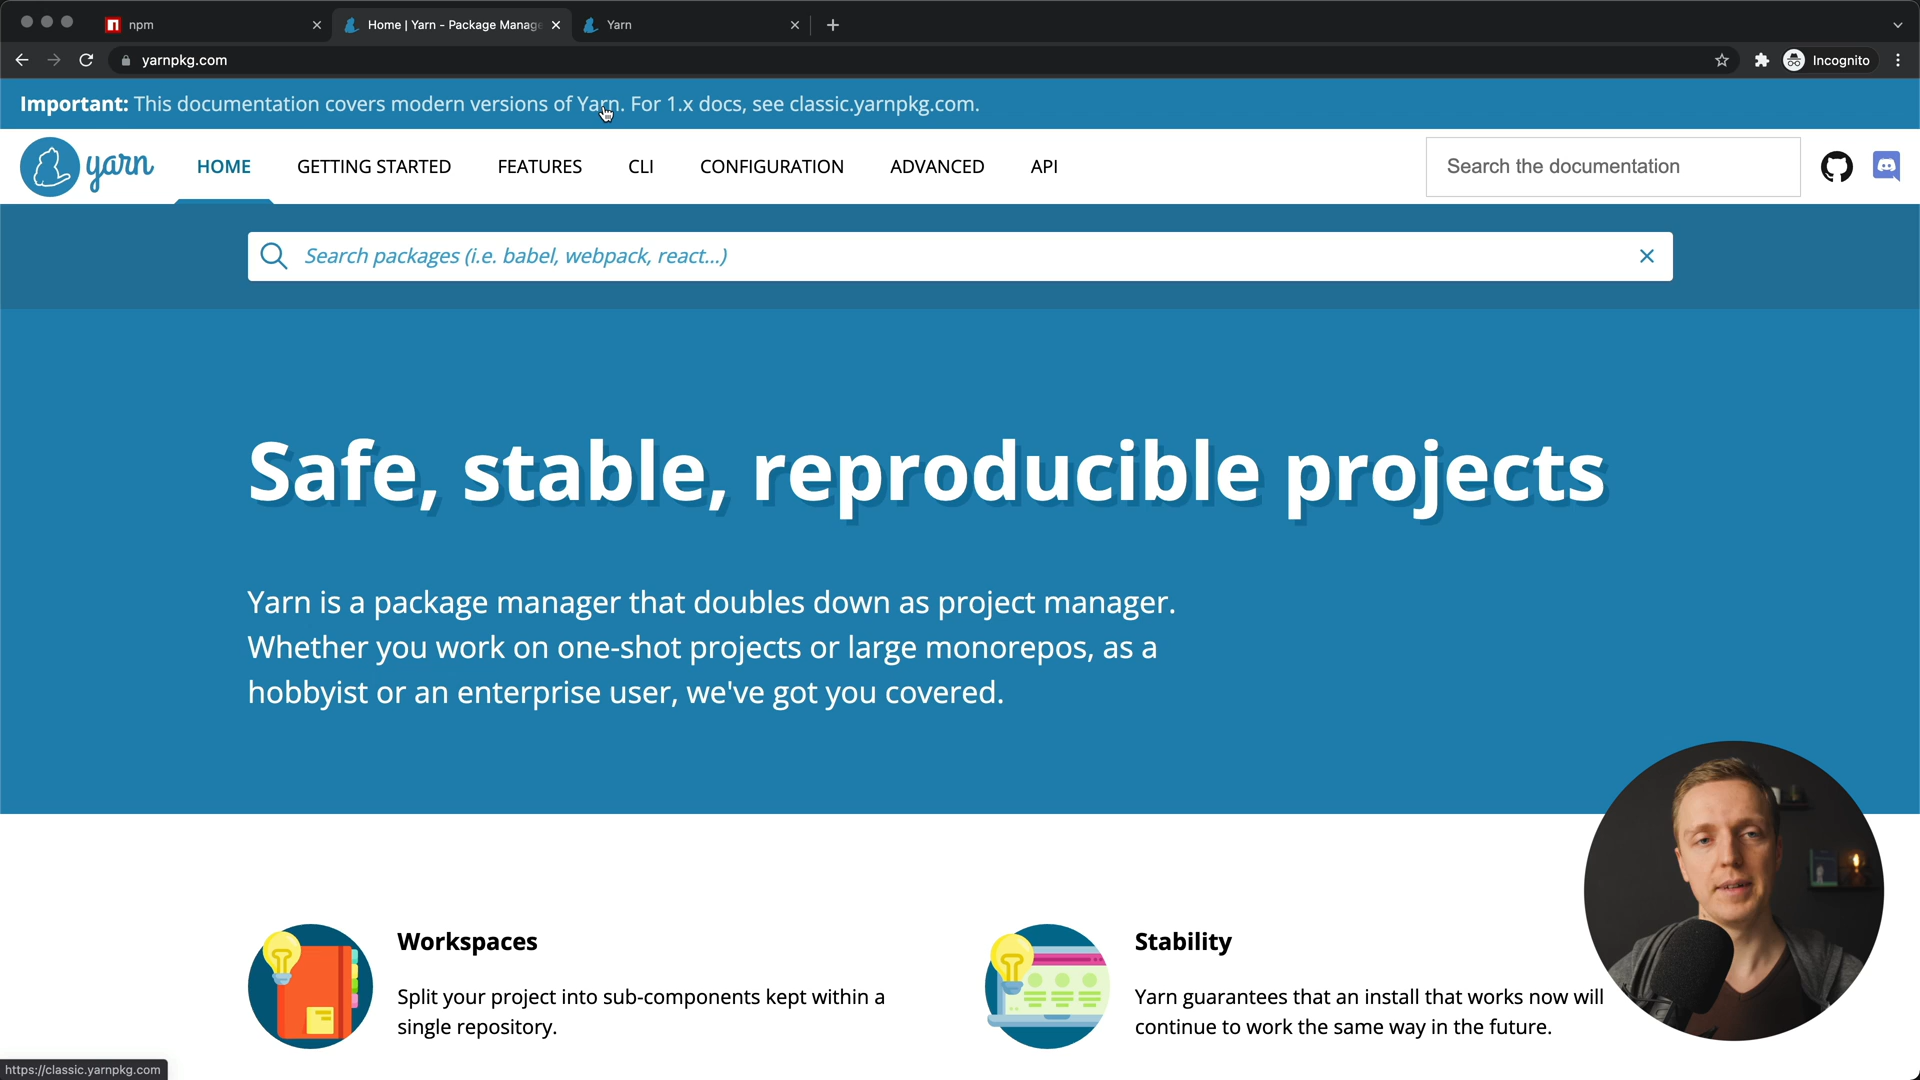 npm
Home | Yarn - Package Manage
Yarn
yarnpkg.com
Incognito
Important: This documentation covers modern versions of Yarn. For 1.x docs, see classic.yarnpkg.com.
yarn
HOME
GETTING STARTED
FEATURES
CLI
CONFIGURATION
ADVANCED
API
Search the documentation
Search packages (i.e. babel, webpack, react...)
Safe, stable, reproducible projects
Yarn is a package manager that doubles down as project manager.
Whether you work on one-shot projects or large monorepos, as a
hobbyist or an enterprise user, we've got you covered.
Workspaces
Split your project into sub-components kept within a
single repository.
Stability
Yarn guarantees that an install that works now will
continue to work the same way in the future.
https://classic.yarnpkg.com